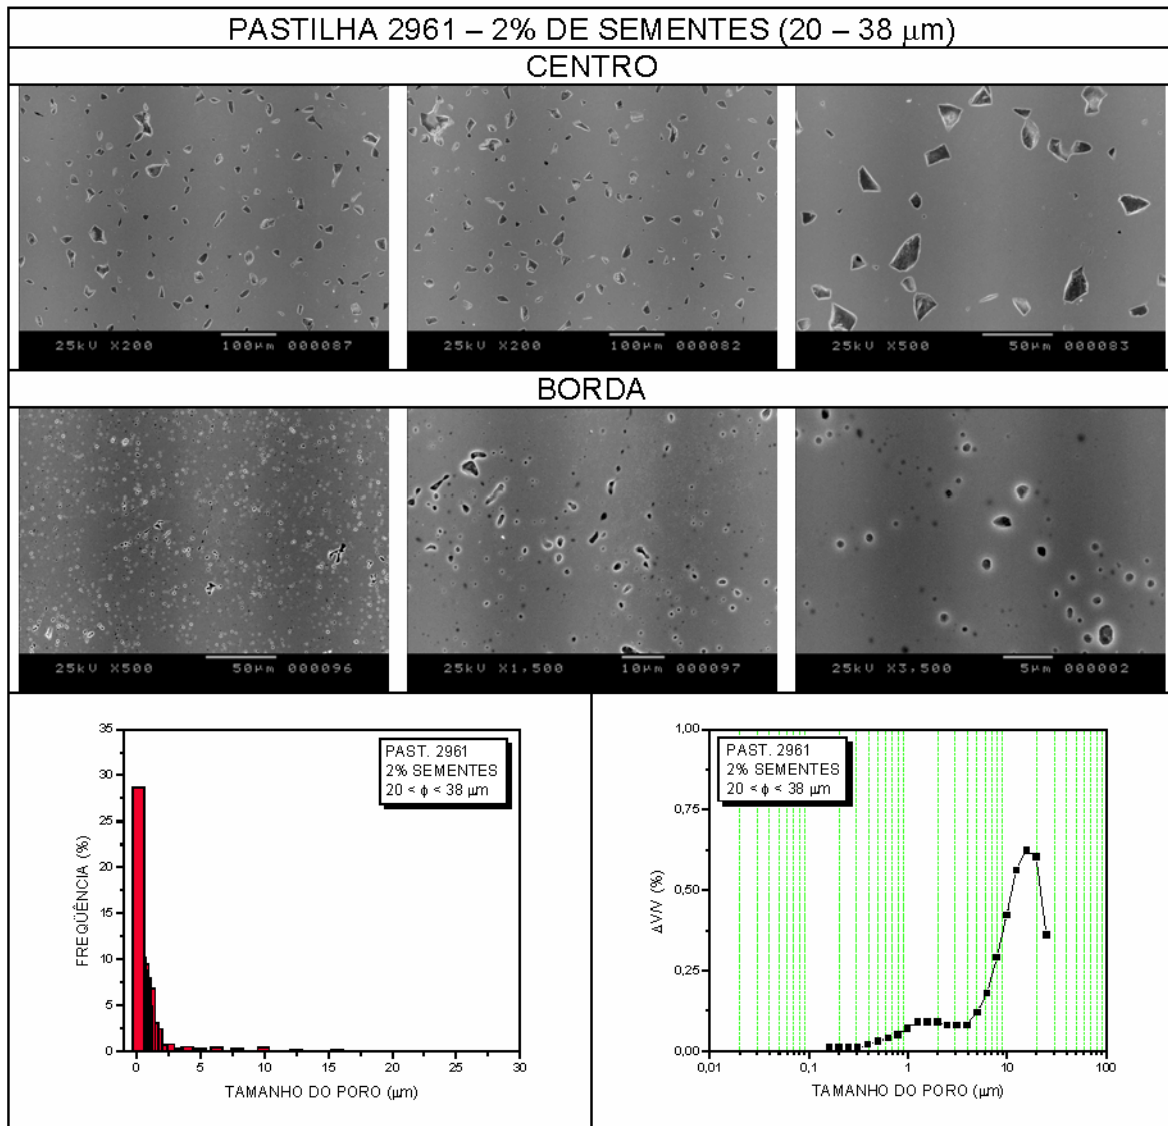 PASTILHA 2961 – 2% DE SEMENTES (20 – 38 μm)
CENTRO
25kV X200 100μm 000087
25kV X200 100μm 000082
25kV X500 50μm 000083
BORDA
25kV X500 50μm 000096
25kV X1,500 10μm 000097
25kV X3,500 5μm 000002
35
30
25
20
15
10
5
0
FREQÜÊNCIA (%)
PAST. 2961
2% SEMENTES
20 < ϕ < 38 μm
0 5 10 15 20 25 30
TAMANHO DO PORO (μm)
1,00
0,75
0,50
0,25
0,00
ΔV/V (%)
PAST. 2961
2% SEMENTES
20 < ϕ < 38 μm
0,01 0,1 1 10 100
TAMANHO DO PORO (μm)